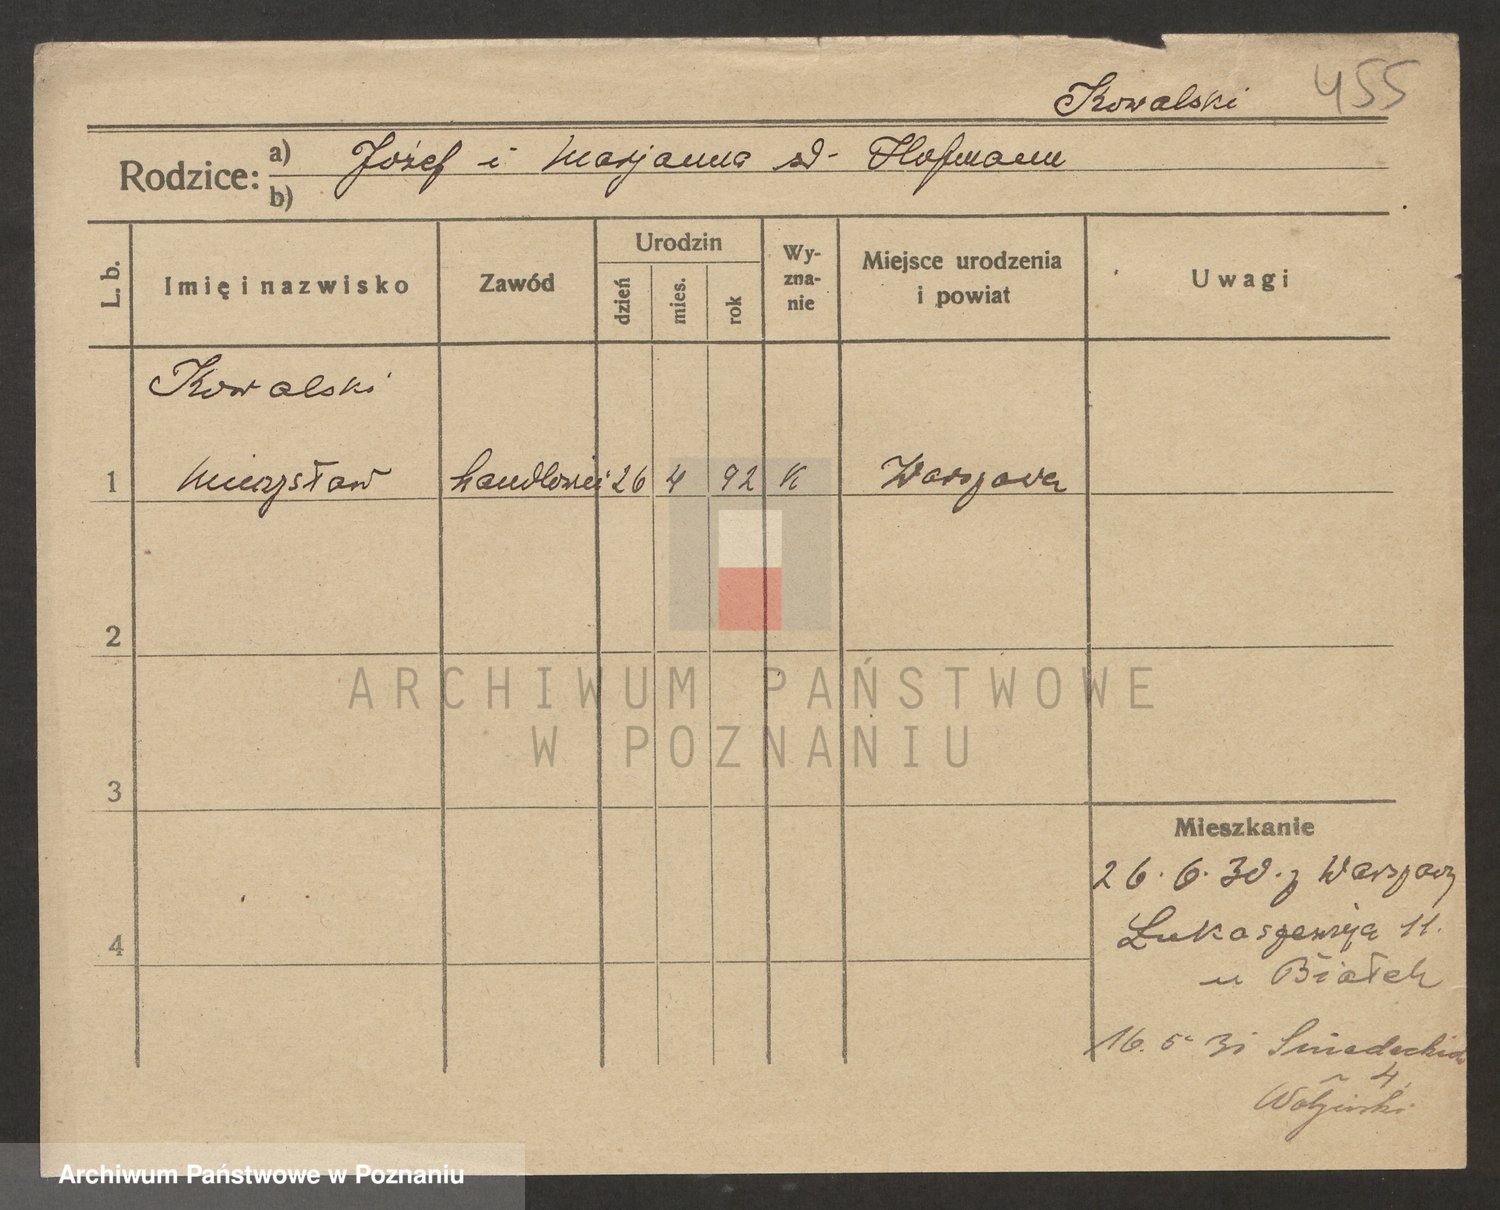 Kowalski 455
Rodzice: a) Józef i Marjanna zd- Hofmann
b)
L. b. Imię i nazwisko Zawód Urodzin dzień mies. rok Wy-zna-nie Miejsce urodzenia i powiat Uwagi
Kowalski
1 Mieczysław handlowiec 26 4 92 K Warszawa
2
ARCHIWUM PAŃSTWOWE
W POZNANIU
3
Mieszkanie
26.6.30. z Warszawy
4
Łukaszewicza 11.
u Białek
16.5 31 Śniadeckich
4.
Archiwum Państwowe w Poznaniu